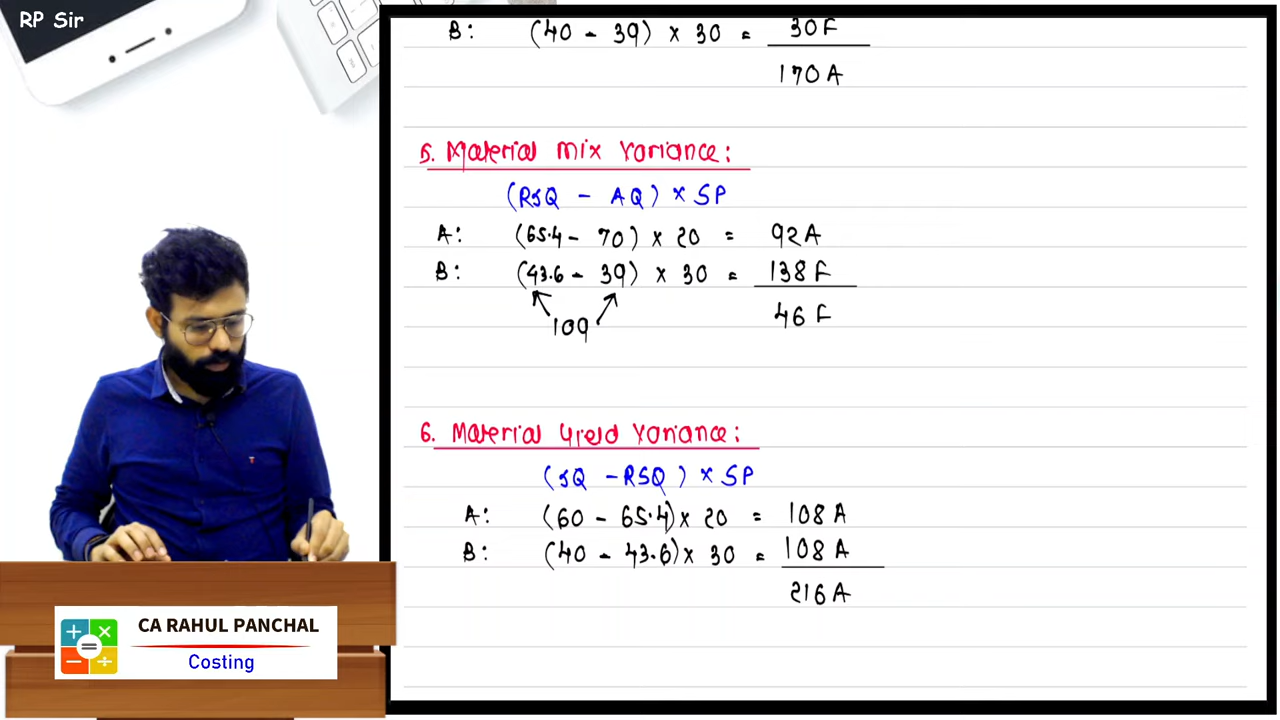 RP Sir
B: (40 - 39) × 30 = 30F
170A
5. Material Mix Variance:
(RSQ - AQ) × SP
A: (65.4 - 70) × 20 = 92A
B: (43.6 - 39) × 30 = 138F
109
46F
6. Material Yield Variance:
(SQ - RSQ) × SP
A: (60 - 65.4) × 20 = 108A
B: (40 - 43.6) × 30 = 108A
216A
CA RAHUL PANCHAL
Costing